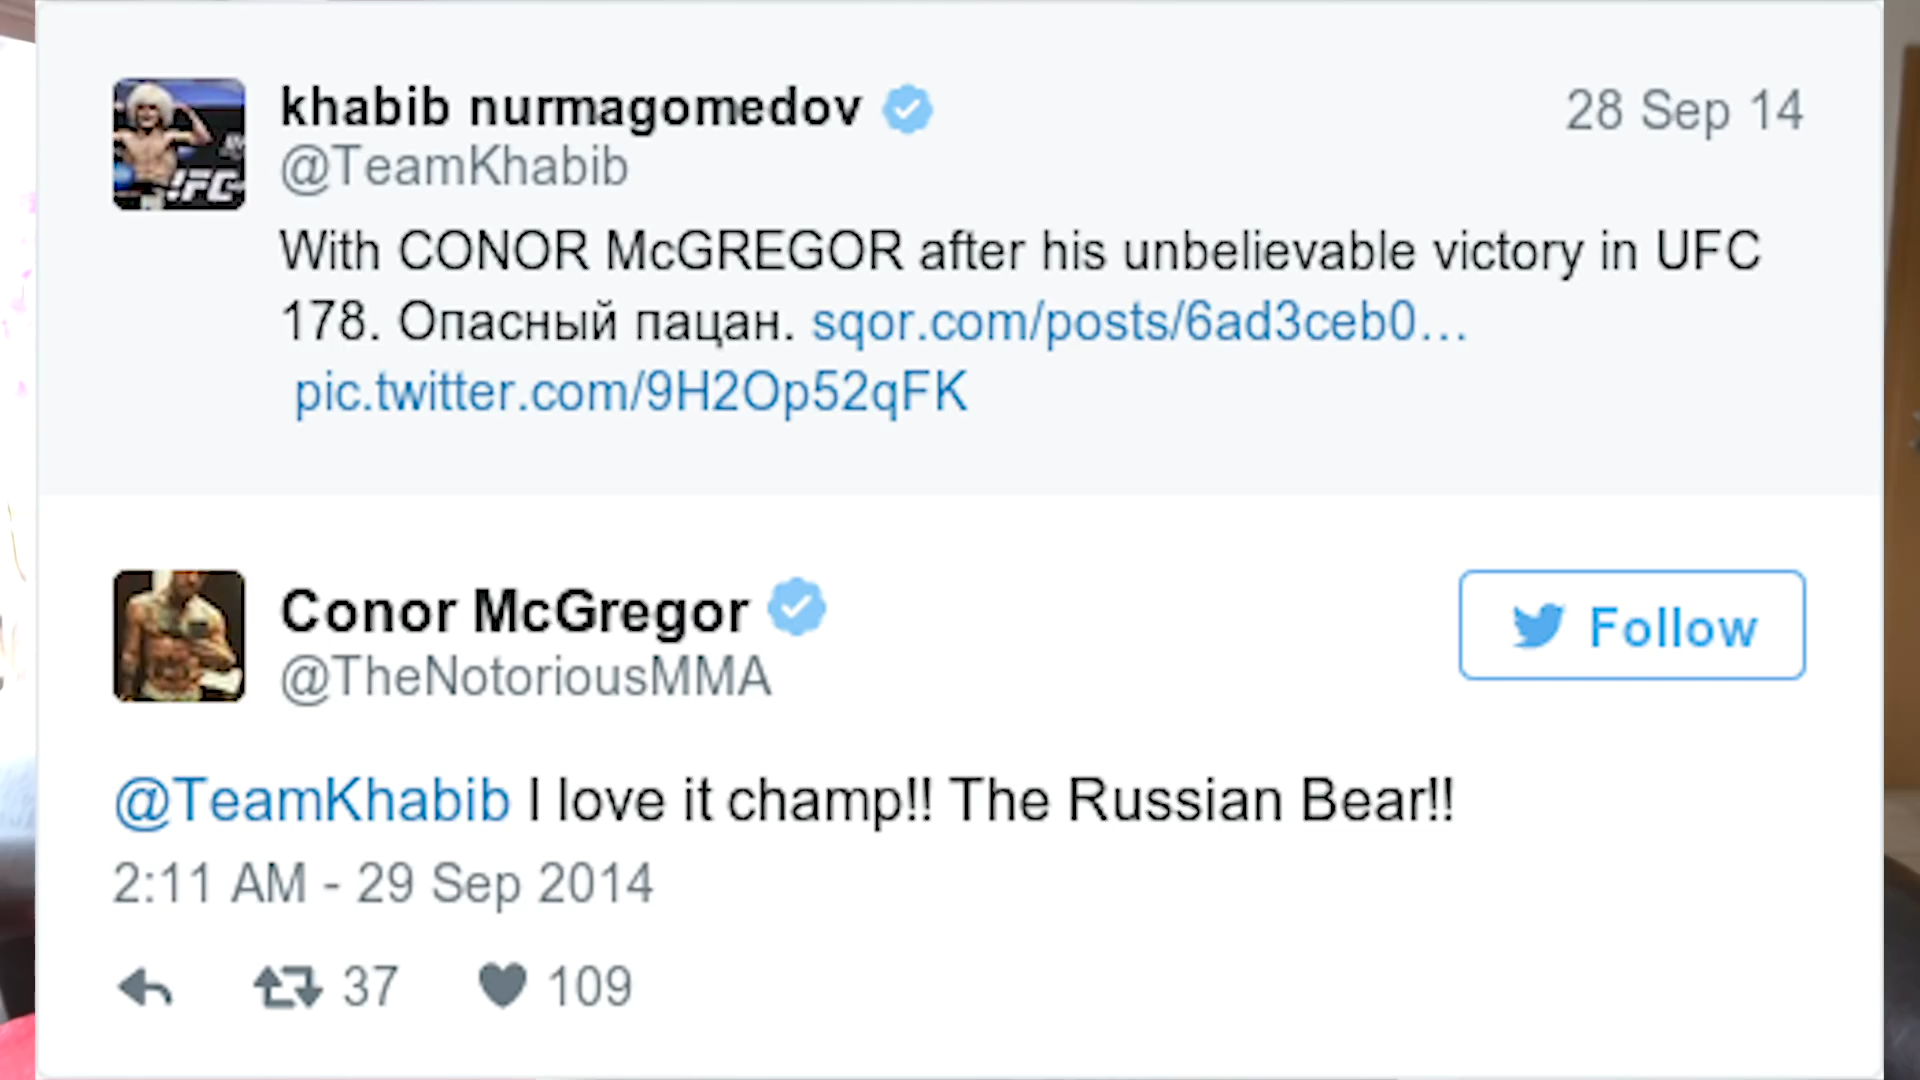 khabib nurmagomedov
28 Sep 14
@TeamKhabib
With CONOR McGREGOR after his unbelievable victory in UFC
178. Опасный пацан. sqor.com/posts/6ad3ceb0…
pic.twitter.com/9H2Op52qFK
UFC
Conor McGregor
Follow
@TheNotoriousMMA
@TeamKhabib I love it champ!! The Russian Bear!!
2:11 AM - 29 Sep 2014
37 109